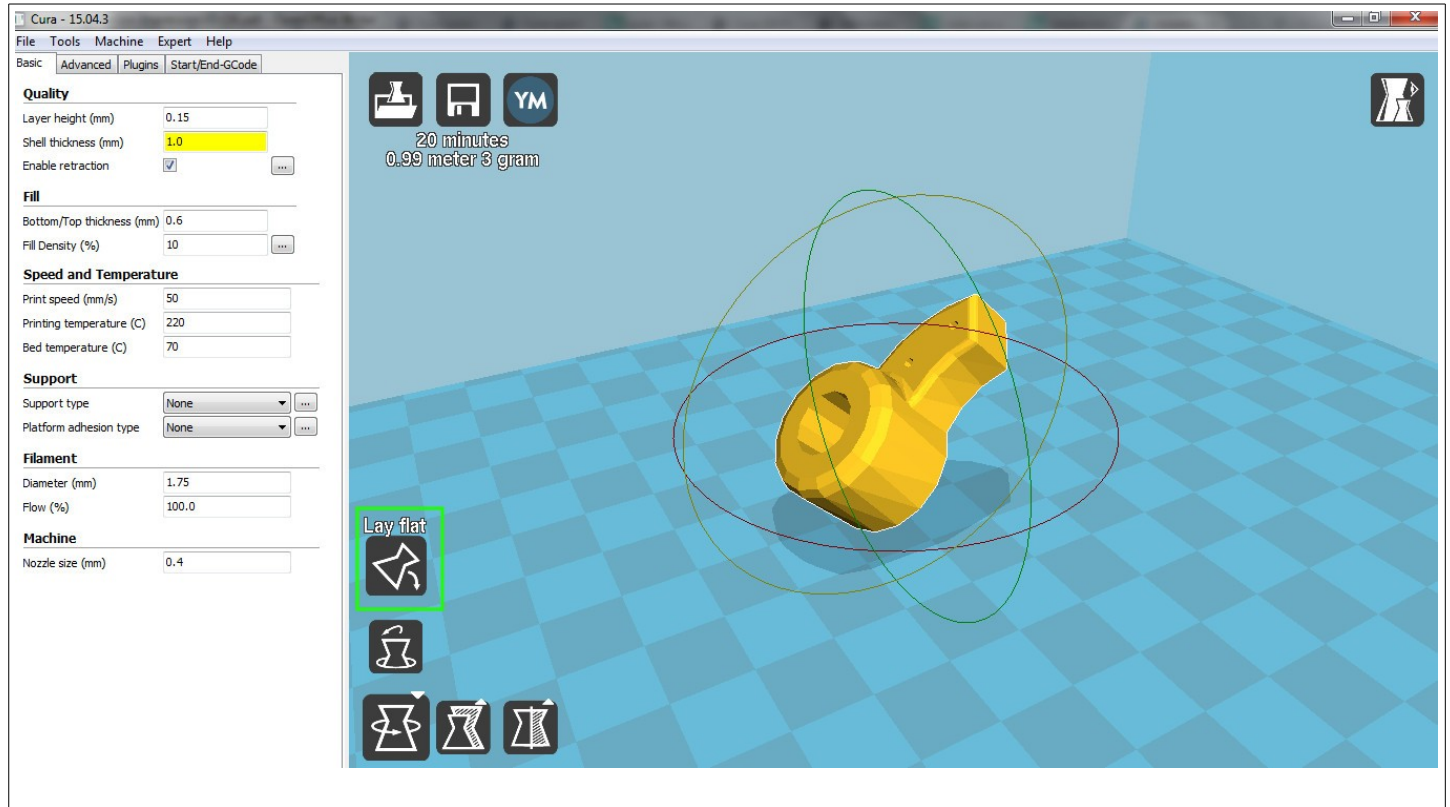 Cura - 15.04.3
File Tools Machine Expert Help
Basic Advanced Plugins Start/End-GCode
Quality
Layer height (mm) 0.15
Shell thickness (mm) 1.0
Enable retraction ...
Fill
Bottom/Top thickness (mm) 0.6
Fill Density (%) 10 ...
Speed and Temperature
Print speed (mm/s) 50
Printing temperature (C) 220
Bed temperature (C) 70
Support
Support type None ...
Platform adhesion type None ...
Filament
Diameter (mm) 1.75
Flow (%) 100.0
Machine
Nozzle size (mm) 0.4
YM
20 minutes
0.99 meter 3 gram
Lay flat